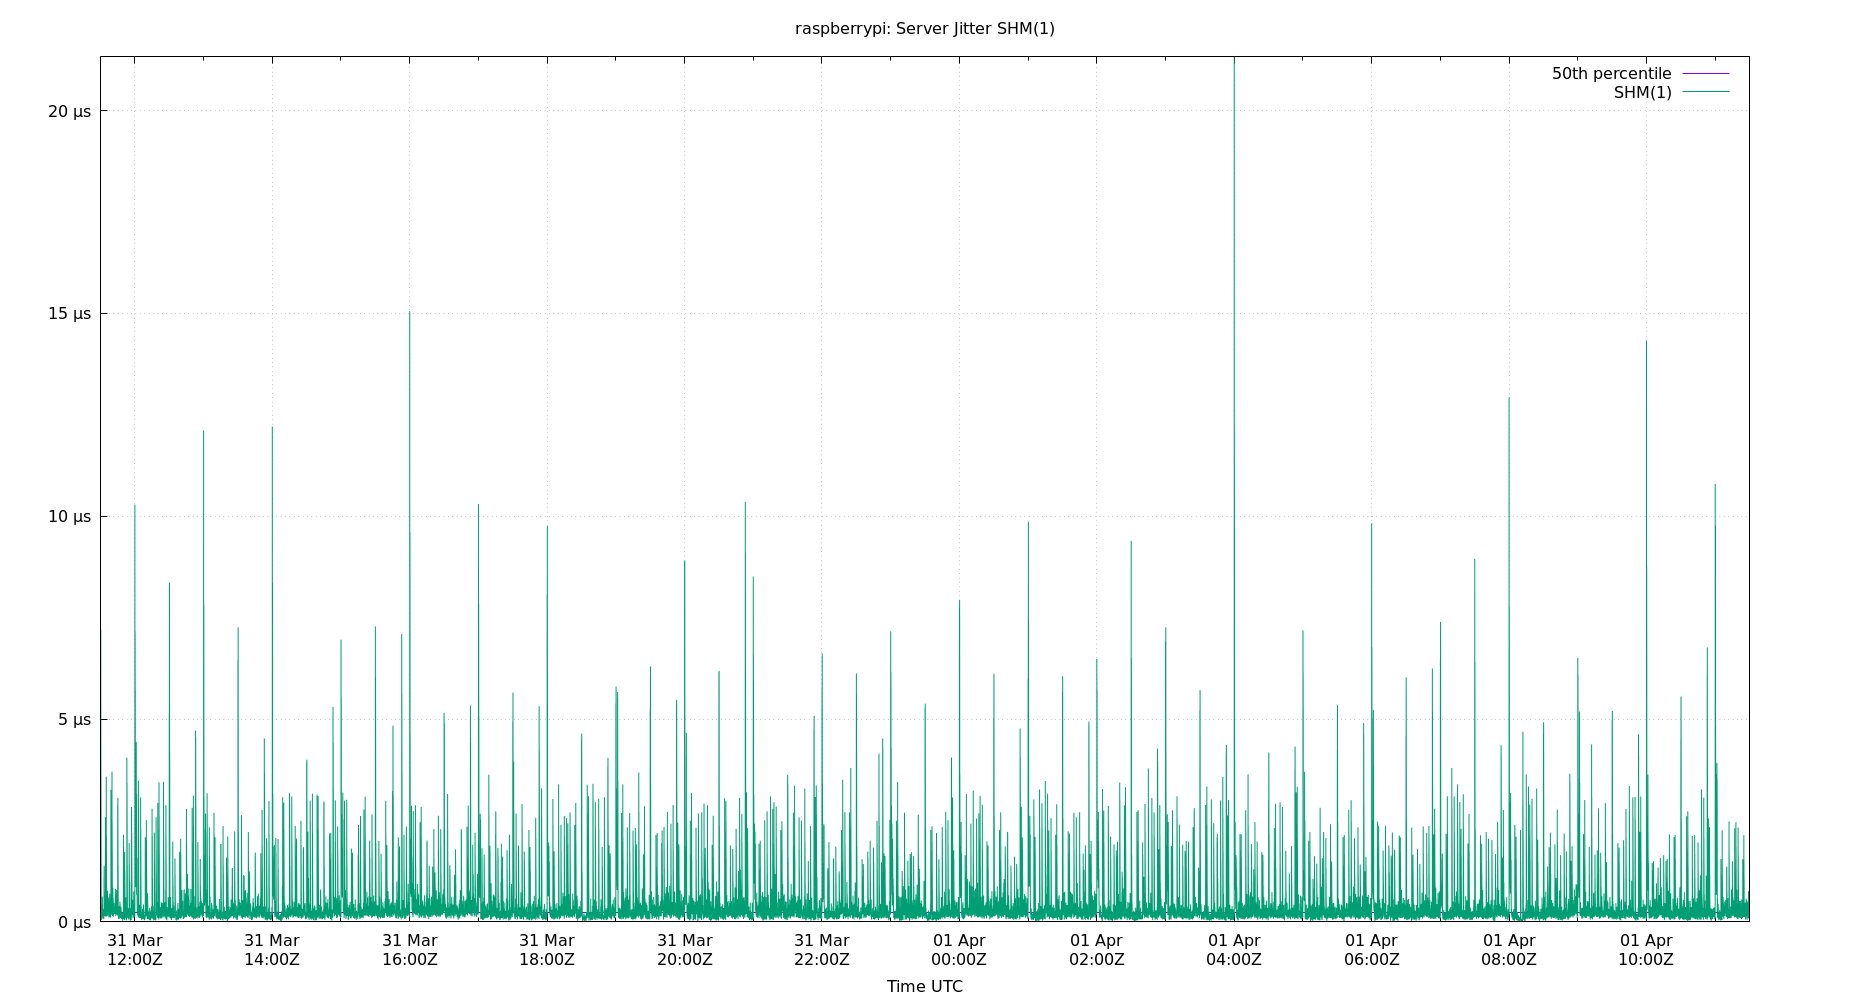 raspberrypi: Server Jitter SHM(1)
50th percentile
SHM(1)
20 µs
15 µs
10 µs
5 µs
0 µs
31 Mar 31 Mar 31 Mar 31 Mar 31 Mar 31 Mar 01 Apr 01 Apr 01 Apr 01 Apr 01 Apr 01 Apr
12:00Z 14:00Z 16:00Z 18:00Z 20:00Z 22:00Z 00:00Z 02:00Z 04:00Z 06:00Z 08:00Z 10:00Z
Time UTC